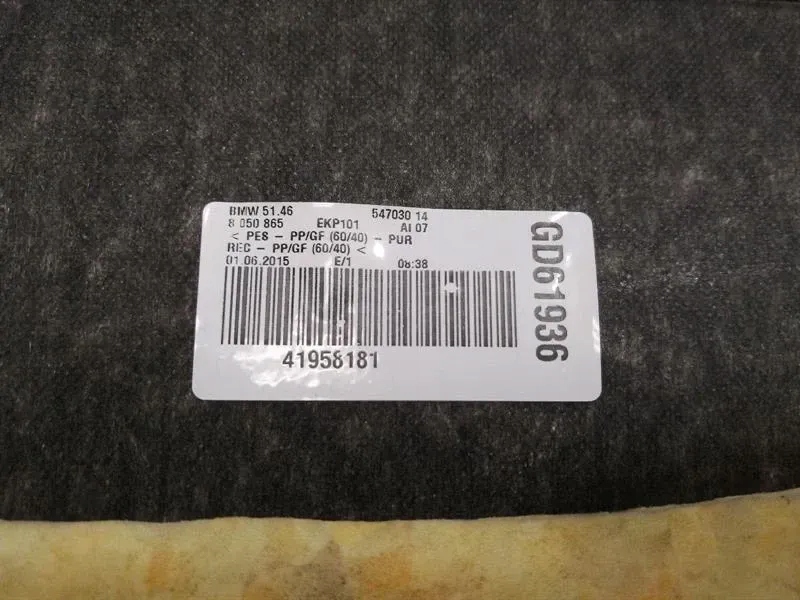 BMW 51.46 547030 14
8 050 865 EKP101 AI 07
< PES - PP/GF (60/40) - PUR
REC - PP/GF (60/40) <
01.06.2015 E/1 08:38
41958181
GD61936